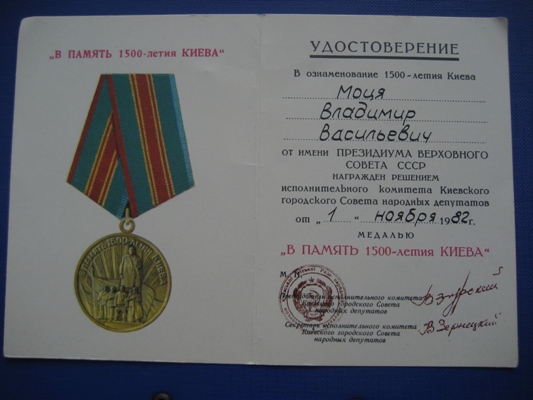 „В ПАМЯТЬ 1500-летия КИЕВА“
УДОСТОВЕРЕНИЕ
В ознаменование 1500-летия Киева
Моця
Владимир
Васильевич
от имени ПРЕЗИДИУМА ВЕРХОВНОГО
СОВЕТА СССР
НАГРАЖДЕН РЕШЕНИЕМ
исполнительного комитета Киевского
городского Совета народных депутатов
от „1“ ноября 1982г.
МЕДАЛЬЮ
„В ПАМЯТЬ 1500-летия КИЕВА“
М. П.
Председатель исполнительного комитета
Киевского городского Совета
народных депутатов
Секретарь исполнительного комитета
Киевского городского Совета
народных депутатов